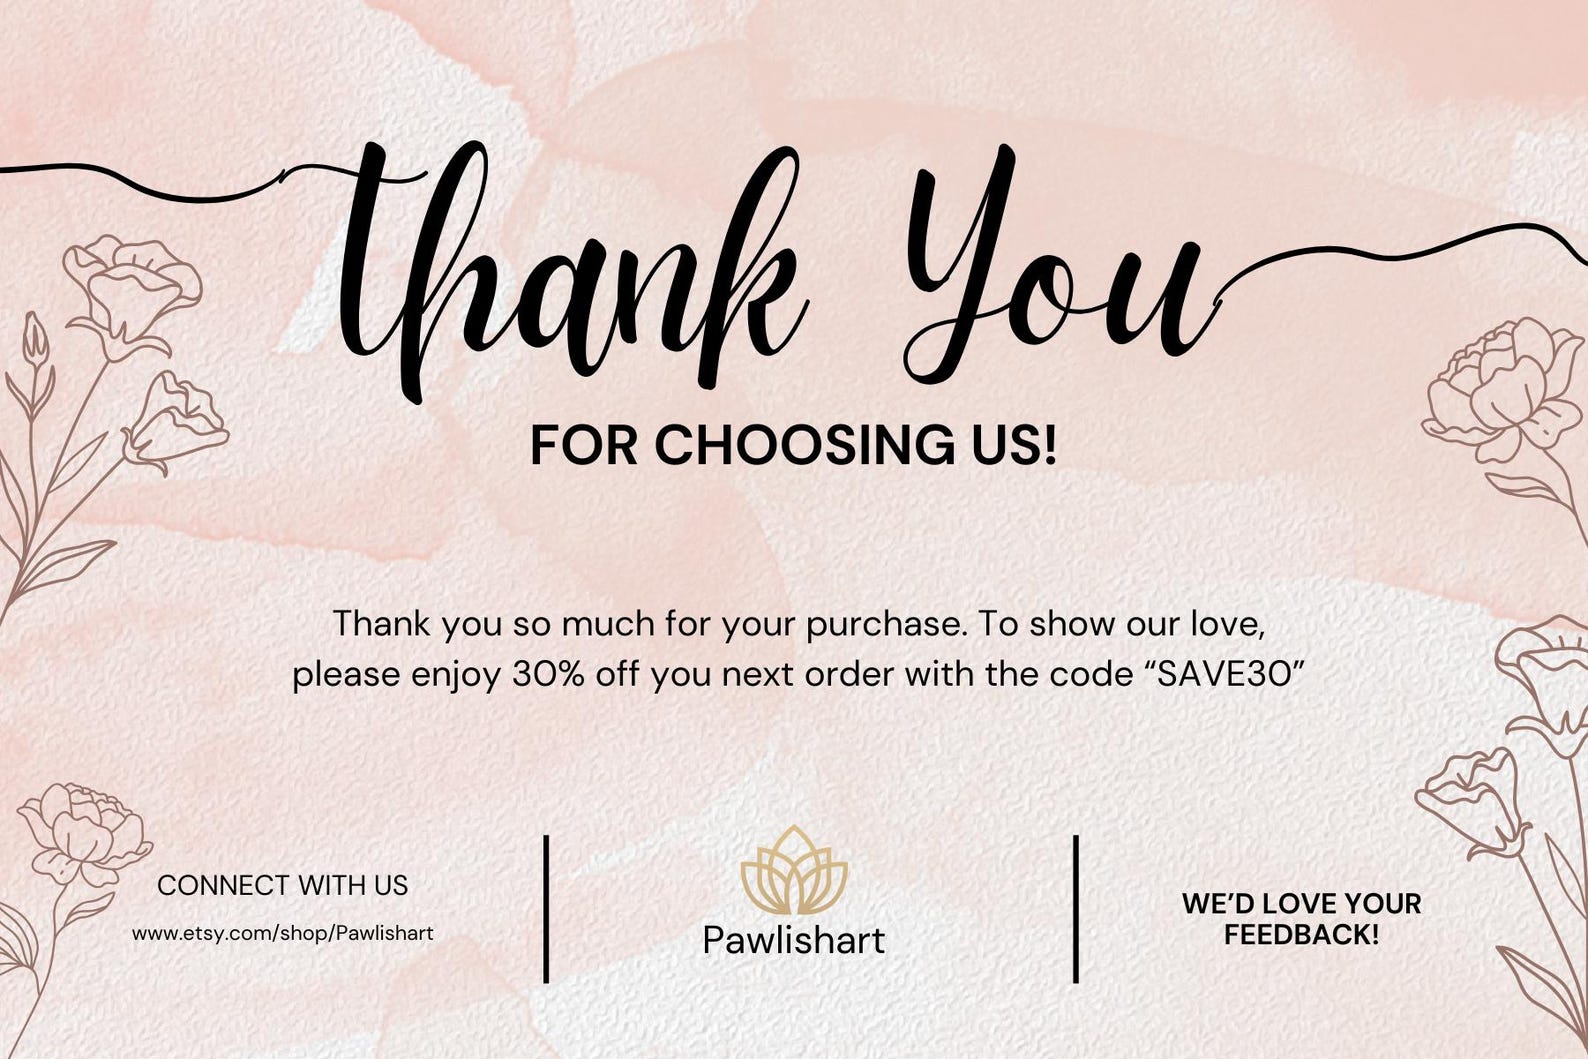 Thank You
FOR CHOOSING US!
Thank you so much for your purchase. To show our love,
please enjoy 30% off you next order with the code “SAVE30”
CONNECT WITH US
www.etsy.com/shop/Pawlishart
Pawlishart
WE’D LOVE YOUR
FEEDBACK!